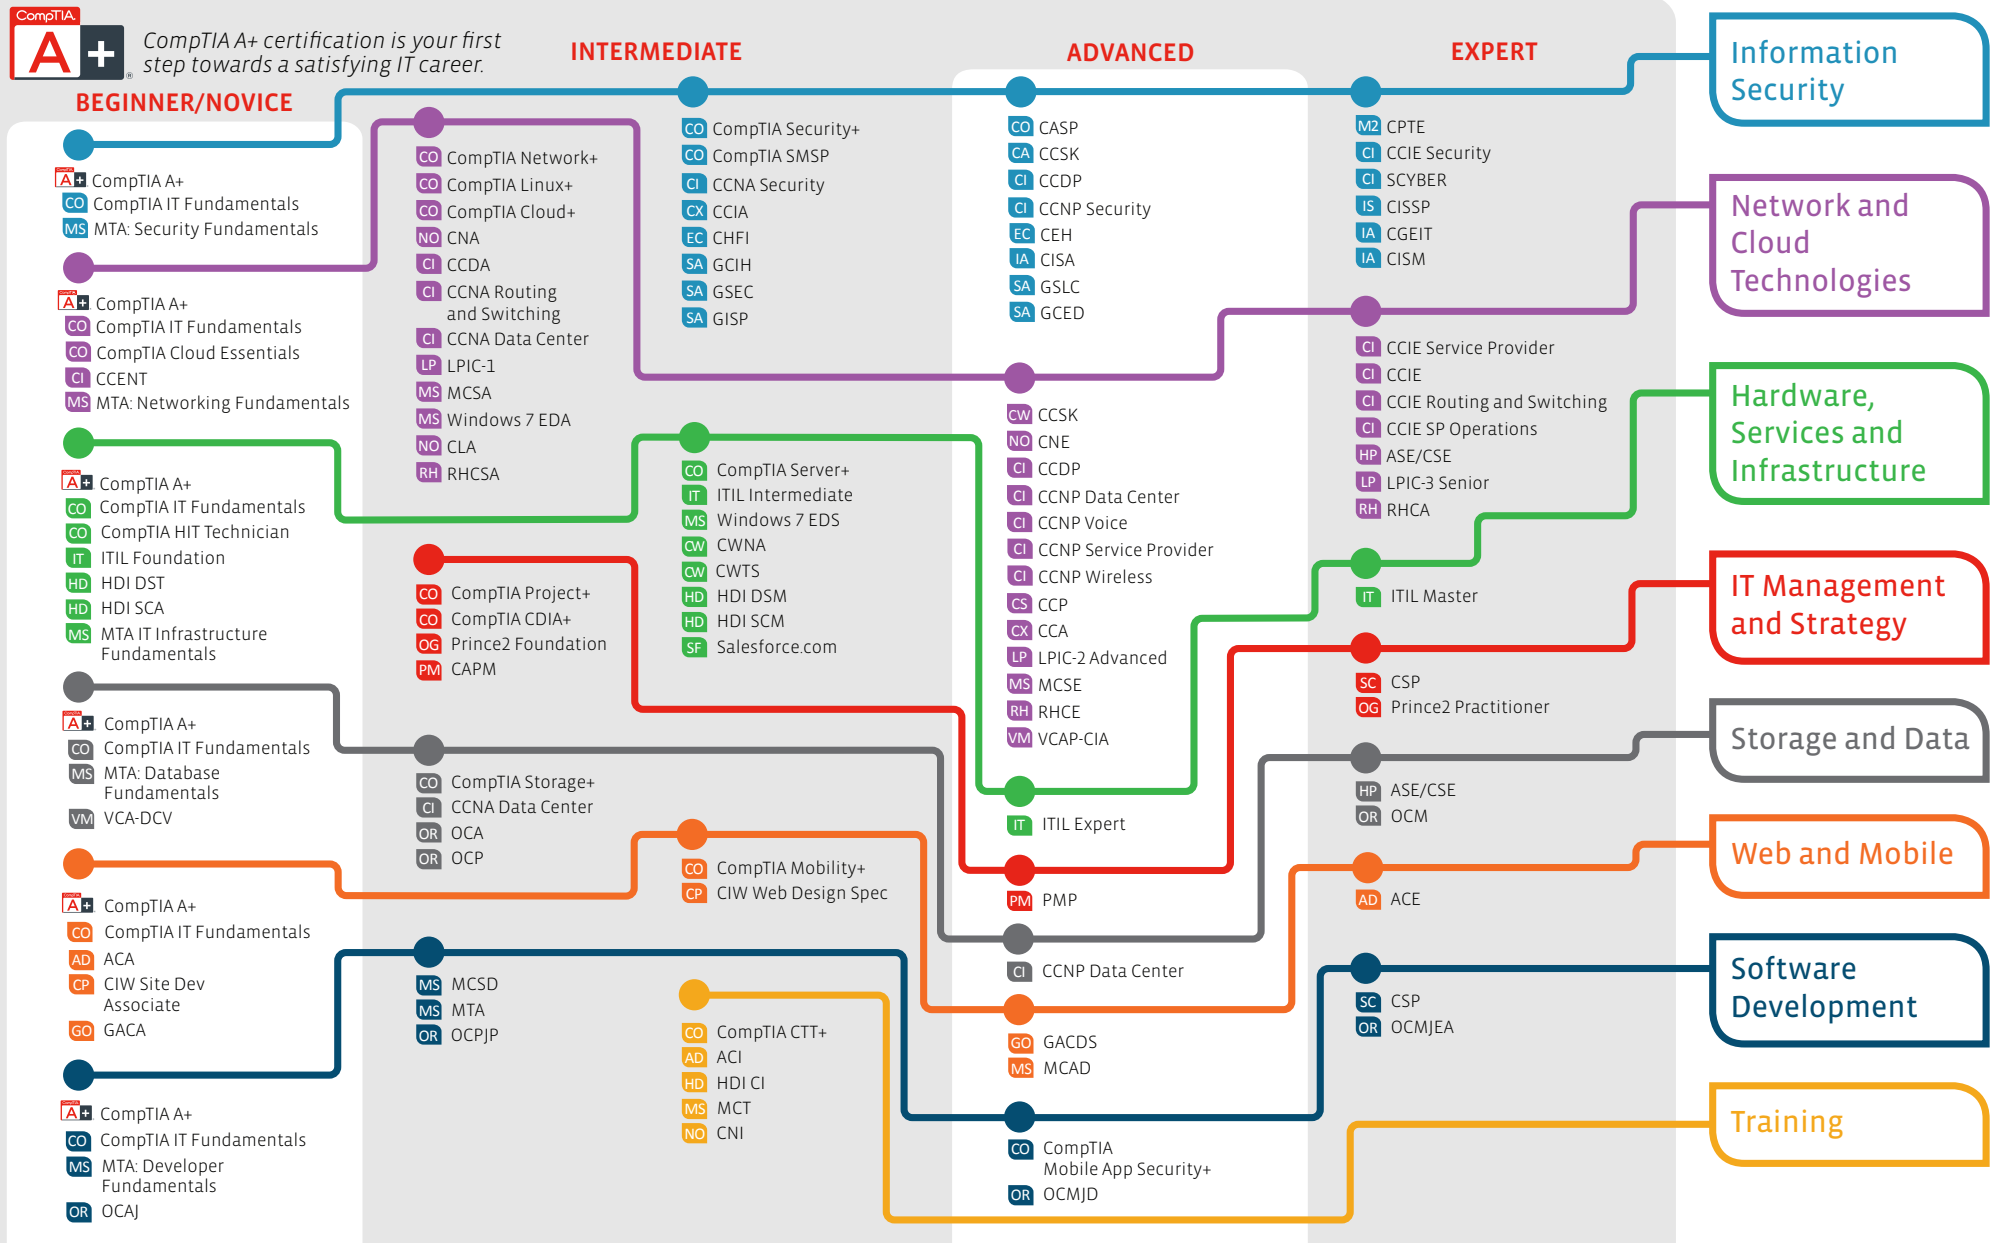 CompTIA.
A+
®
CompTIA A+ certification is your first
step towards a satisfying IT career.
BEGINNER/NOVICE
INTERMEDIATE
ADVANCED
EXPERT
CompTIA A+ CompTIA A+
CO CompTIA IT Fundamentals
MS MTA: Security Fundamentals
CompTIA A+ CompTIA A+
CO CompTIA IT Fundamentals
CO CompTIA Cloud Essentials
CI CCENT
MS MTA: Networking Fundamentals
CompTIA A+ CompTIA A+
CO CompTIA IT Fundamentals
CO CompTIA HIT Technician
IT ITIL Foundation
HD HDI DST
HD HDI SCA
MS MTA IT Infrastructure
Fundamentals
CompTIA A+ CompTIA A+
CO CompTIA IT Fundamentals
MS MTA: Database
Fundamentals
VM VCA-DCV
CompTIA A+ CompTIA A+
CO CompTIA IT Fundamentals
AD ACA
CP CIW Site Dev
Associate
GO GACA
CompTIA A+ CompTIA A+
CO CompTIA IT Fundamentals
MS MTA: Developer
Fundamentals
OR OCAJ
CO CompTIA Network+
CO CompTIA Linux+
CO CompTIA Cloud+
NO CNA
CI CCDA
CI CCNA Routing
and Switching
CI CCNA Data Center
LP LPIC-1
MS MCSA
MS Windows 7 EDA
NO CLA
RH RHCSA
CO CompTIA Project+
CO CompTIA CDIA+
OG Prince2 Foundation
PM CAPM
CO CompTIA Storage+
CI CCNA Data Center
OR OCA
OR OCP
MS MCSD
MS MTA
OR OCPJP
CO CompTIA Security+
CO CompTIA SMSP
CI CCNA Security
CX CCIA
EC CHFI
SA GCIH
SA GSEC
SA GISP
CO CompTIA Server+
IT ITIL Intermediate
MS Windows 7 EDS
CW CWNA
CW CWTS
HD HDI DSM
HD HDI SCM
SF Salesforce.com
CO CompTIA Mobility+
CP CIW Web Design Spec
CO CompTIA CTT+
AD ACI
HD HDI CI
MS MCT
NO CNI
CO CASP
CA CCSK
CI CCDP
CI CCNP Security
EC CEH
IA CISA
SA GSLC
SA GCED
CW CCSK
NO CNE
CI CCDP
CI CCNP Data Center
CI CCNP Voice
CI CCNP Service Provider
CI CCNP Wireless
CS CCP
CX CCA
LP LPIC-2 Advanced
MS MCSE
RH RHCE
VM VCAP-CIA
IT ITIL Expert
PM PMP
CI CCNP Data Center
GO GACDS
MS MCAD
CO CompTIA
Mobile App Security+
OR OCMJD
M2 CPTE
CI CCIE Security
CI SCYBER
IS CISSP
IA CGEIT
IA CISM
CI CCIE Service Provider
CI CCIE
CI CCIE Routing and Switching
CI CCIE SP Operations
HP ASE/CSE
LP LPIC-3 Senior
RH RHCA
IT ITIL Master
SC CSP
OG Prince2 Practitioner
HP ASE/CSE
OR OCM
AD ACE
SC CSP
OR OCMJEA
Information
Security
Network and
Cloud
Technologies
Hardware,
Services and
Infrastructure
IT Management
and Strategy
Storage and Data
Web and Mobile
Software
Development
Training